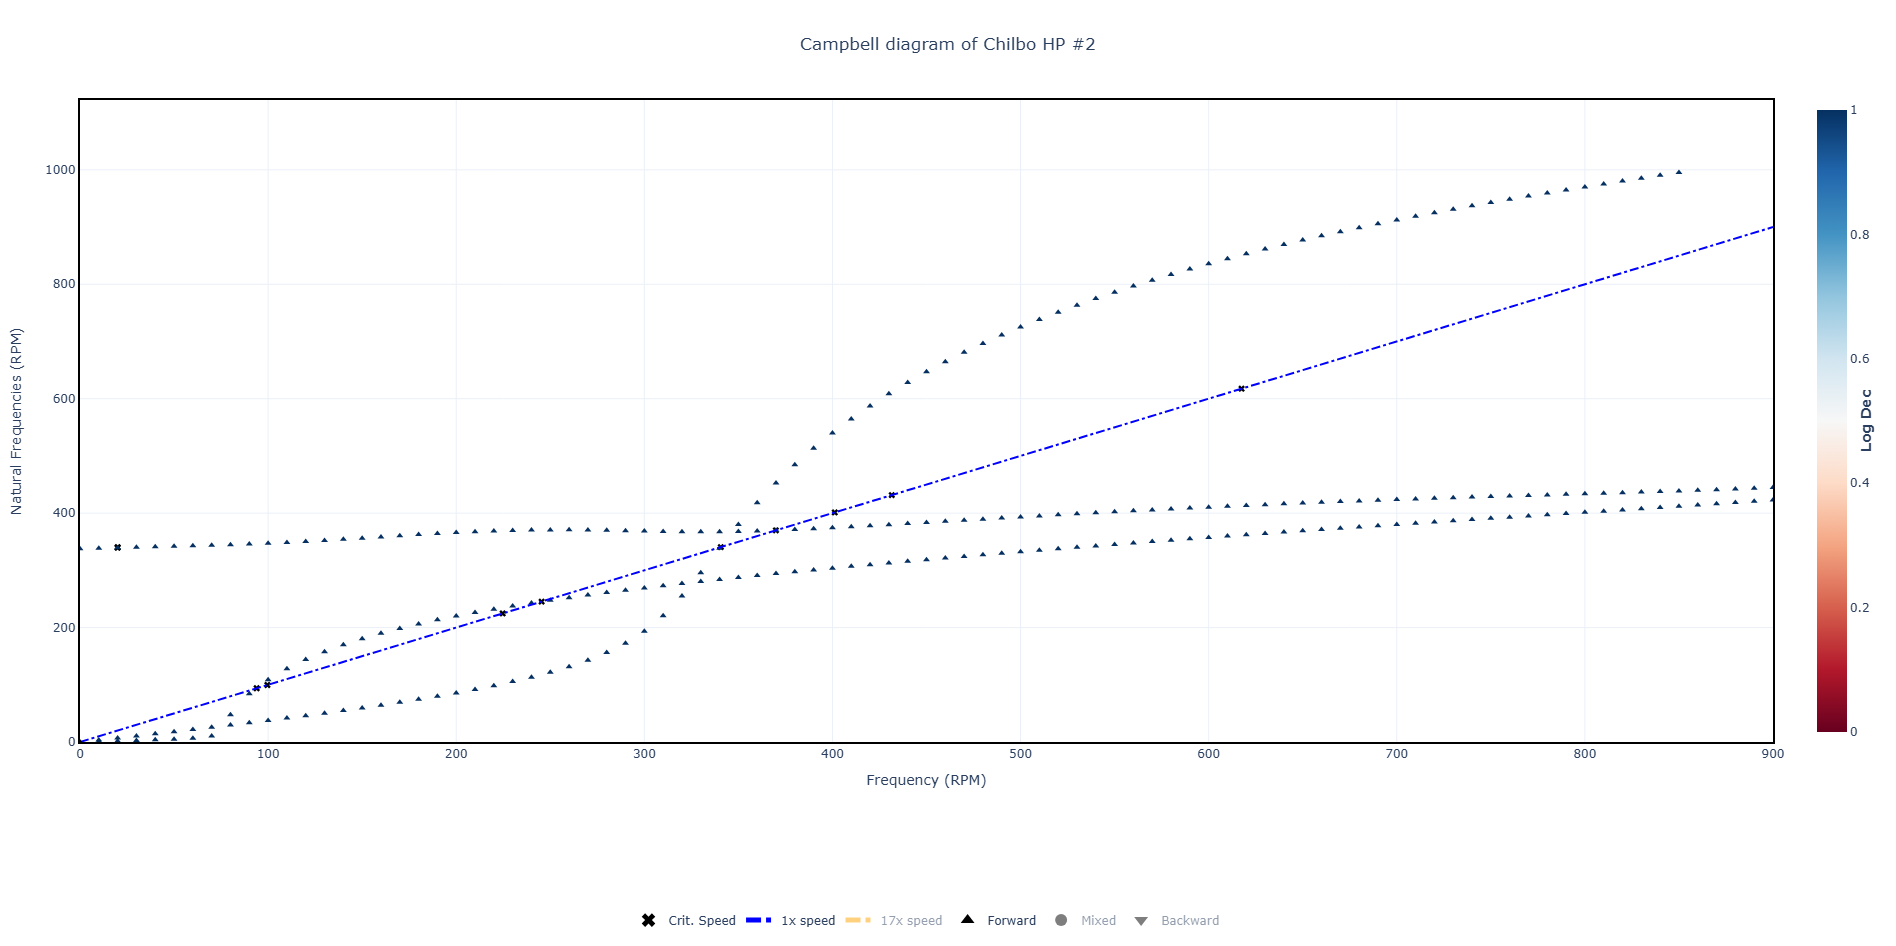 Campbell diagram of Chilbo HP #2
1000
800
600
400
200
0
Natural Frequencies (RPM)
0 100 200 300 400 500 600 700 800 900
Frequency (RPM)
1
0.8
0.6
0.4
0.2
0
Log Dec
Crit. Speed 1x speed 17x speed Forward Mixed Backward